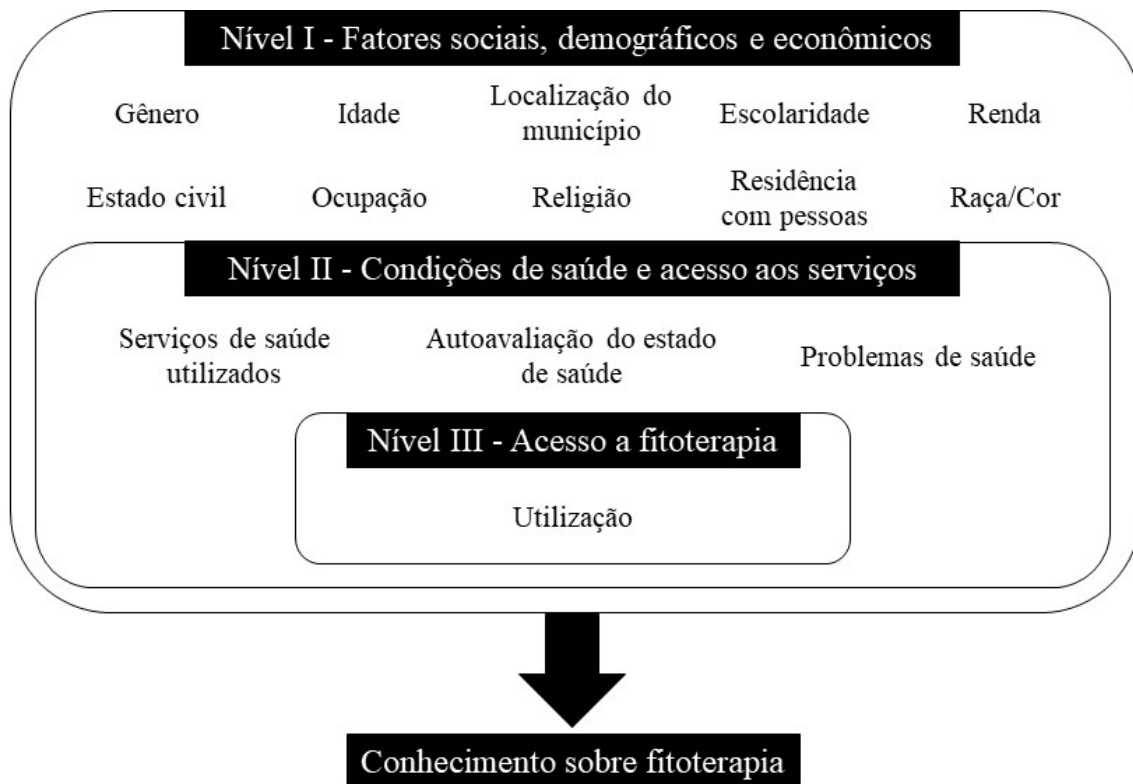 Nível I - Fatores sociais, demográficos e econômicos
Gênero
Idade
Localização do
município
Escolaridade
Renda
Estado civil
Ocupação
Religião
Residência
com pessoas
Raça/Cor
Nível II - Condições de saúde e acesso aos serviços
Serviços de saúde
utilizados
Autoavaliação do estado
de saúde
Problemas de saúde
Nível III - Acesso a fitoterapia
Utilização
Conhecimento sobre fitoterapia